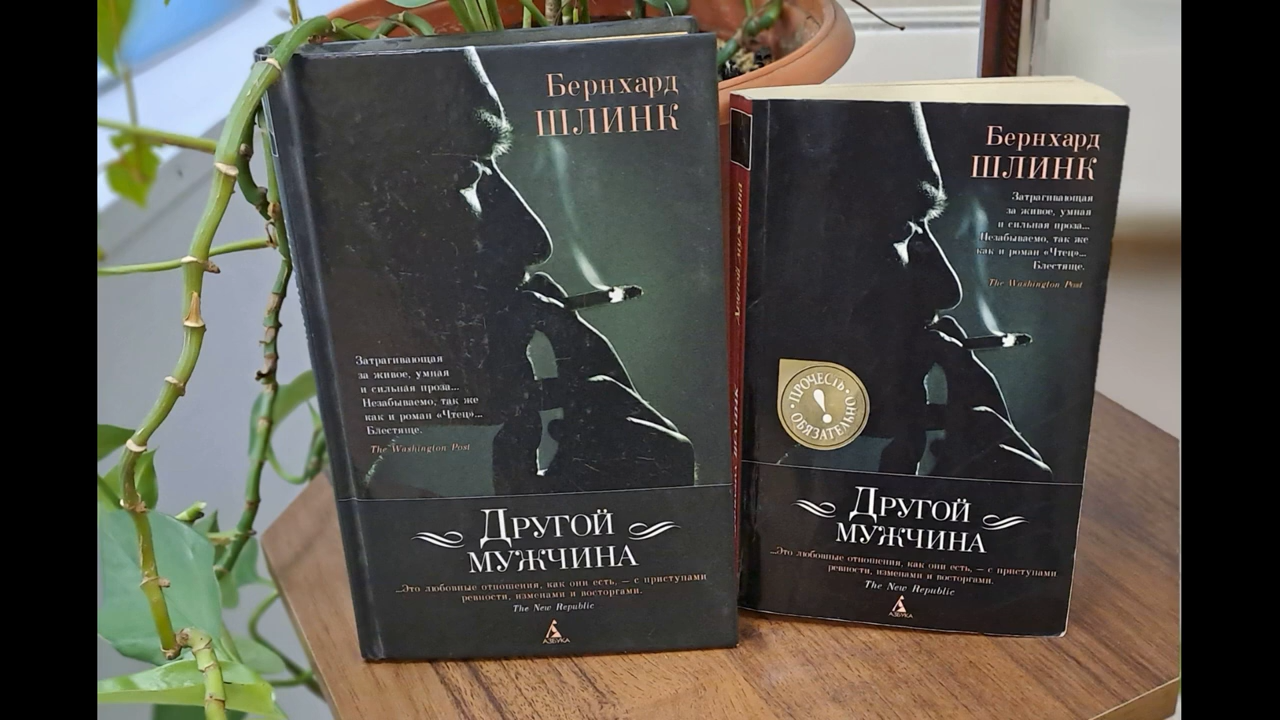 Бернхард
ШЛИНК
Затрагивающая
за живое, умная
и сильная проза...
Незабываемо, так же
как и роман «Чтец»...
Блестяще.
The Washington Post
ДРУГОЙ
МУЖЧИНА
...Это любовные отношения, как они есть, – с приступами
ревности, изменами и восторгами.
The New Republic
АЗБУКА
Другой мужчина
Бернхард
ШЛИНК
Затрагивающая
за живое, умная
и сильная проза...
Незабываемо, так же
как и роман «Чтец»...
Блестяще.
The Washington Post
ПРОЧЕСТЬ
!
ОБЯЗАТЕЛЬНО
ДРУГОЙ
МУЖЧИНА
...Это любовные отношения, как они есть, – с приступами
ревности, изменами и восторгами.
The New Republic
АЗБУКА